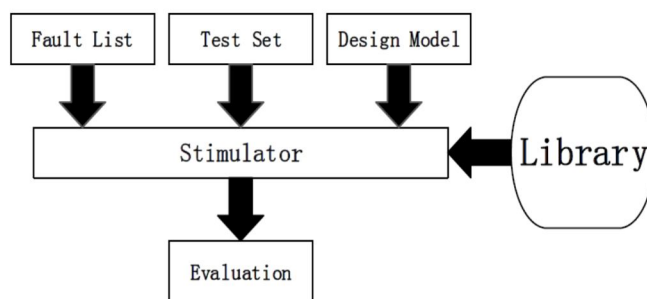 Fault List
Test Set
Design Model
Stimulator
Library
Evaluation